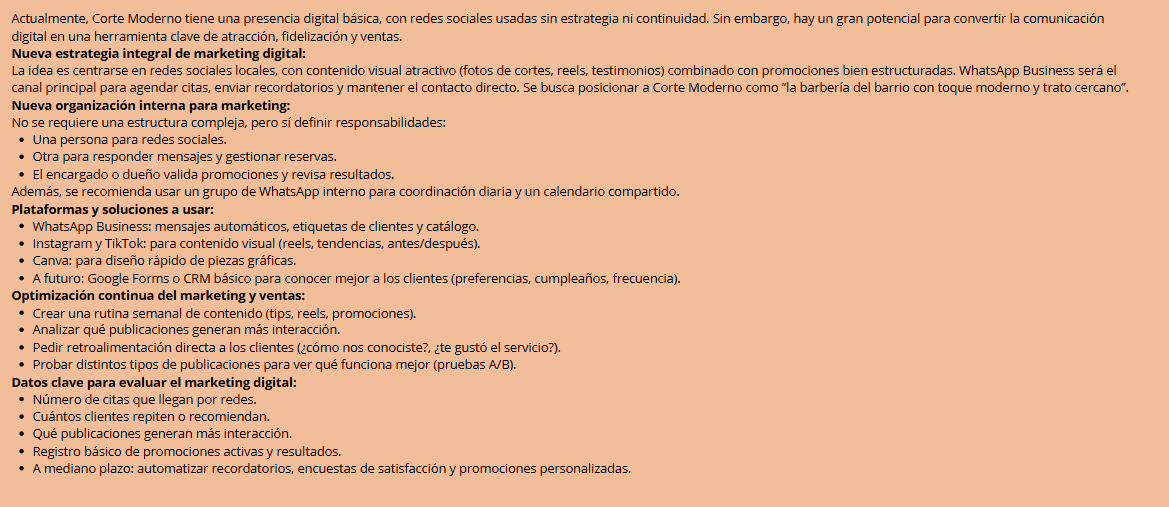 Actualmente, Corte Moderno tiene una presencia digital básica, con redes sociales usadas sin estrategia ni continuidad. Sin embargo, hay un gran potencial para convertir la comunicación
digital en una herramienta clave de atracción, fidelización y ventas.
Nueva estrategia integral de marketing digital:
La idea es centrarse en redes sociales locales, con contenido visual atractivo (fotos de cortes, reels, testimonios) combinado con promociones bien estructuradas. WhatsApp Business será el
canal principal para agendar citas, enviar recordatorios y mantener el contacto directo. Se busca posicionar a Corte Moderno como “la barbería del barrio con toque moderno y trato cercano”.
Nueva organización interna para marketing:
No se requiere una estructura compleja, pero sí definir responsabilidades:
• Una persona para redes sociales.
• Otra para responder mensajes y gestionar reservas.
• El encargado o dueño valida promociones y revisa resultados.
Además, se recomienda usar un grupo de WhatsApp interno para coordinación diaria y un calendario compartido.
Plataformas y soluciones a usar:
• WhatsApp Business: mensajes automáticos, etiquetas de clientes y catálogo.
• Instagram y TikTok: para contenido visual (reels, tendencias, antes/después).
• Canva: para diseño rápido de piezas gráficas.
• A futuro: Google Forms o CRM básico para conocer mejor a los clientes (preferencias, cumpleaños, frecuencia).
Optimización continua del marketing y ventas:
• Crear una rutina semanal de contenido (tips, reels, promociones).
• Analizar qué publicaciones generan más interacción.
• Pedir retroalimentación directa a los clientes (¿cómo nos conociste?, ¿te gustó el servicio?).
• Probar distintos tipos de publicaciones para ver qué funciona mejor (pruebas A/B).
Datos clave para evaluar el marketing digital:
• Número de citas que llegan por redes.
• Cuántos clientes repiten o recomiendan.
• Qué publicaciones generan más interacción.
• Registro básico de promociones activas y resultados.
• A mediano plazo: automatizar recordatorios, encuestas de satisfacción y promociones personalizadas.